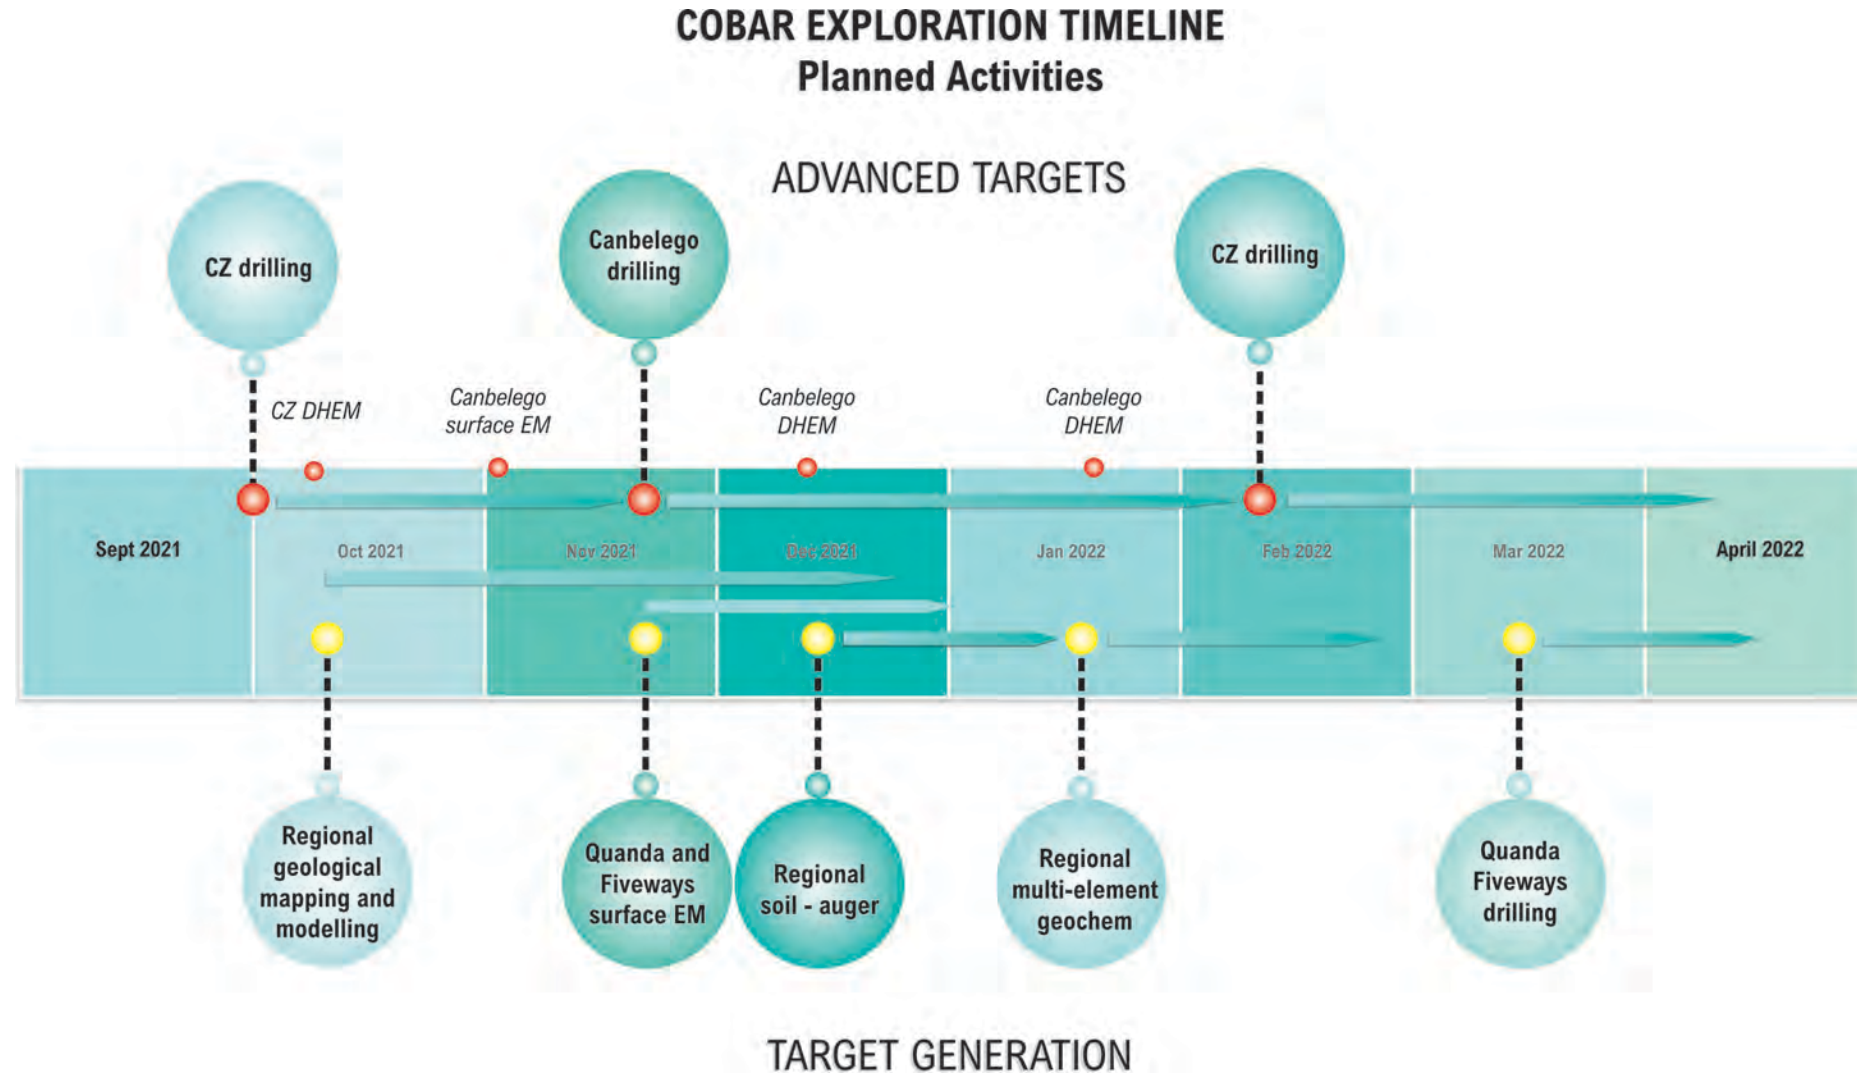 COBAR EXPLORATION TIMELINE
Planned Activities
ADVANCED TARGETS
CZ drilling
Canbelego
drilling
CZ drilling
CZ DHEM
Canbelego
surface EM
Canbelego
DHEM
Canbelego
DHEM
Sept 2021
Oct 2021
Nov 2021
Dec 2021
Jan 2022
Feb 2022
Mar 2022
April 2022
Regional
geological
mapping and
modelling
Quanda and
Fiveways
surface EM
Regional
soil - auger
Regional
multi-element
geochem
Quanda
Fiveways
drilling
TARGET GENERATION